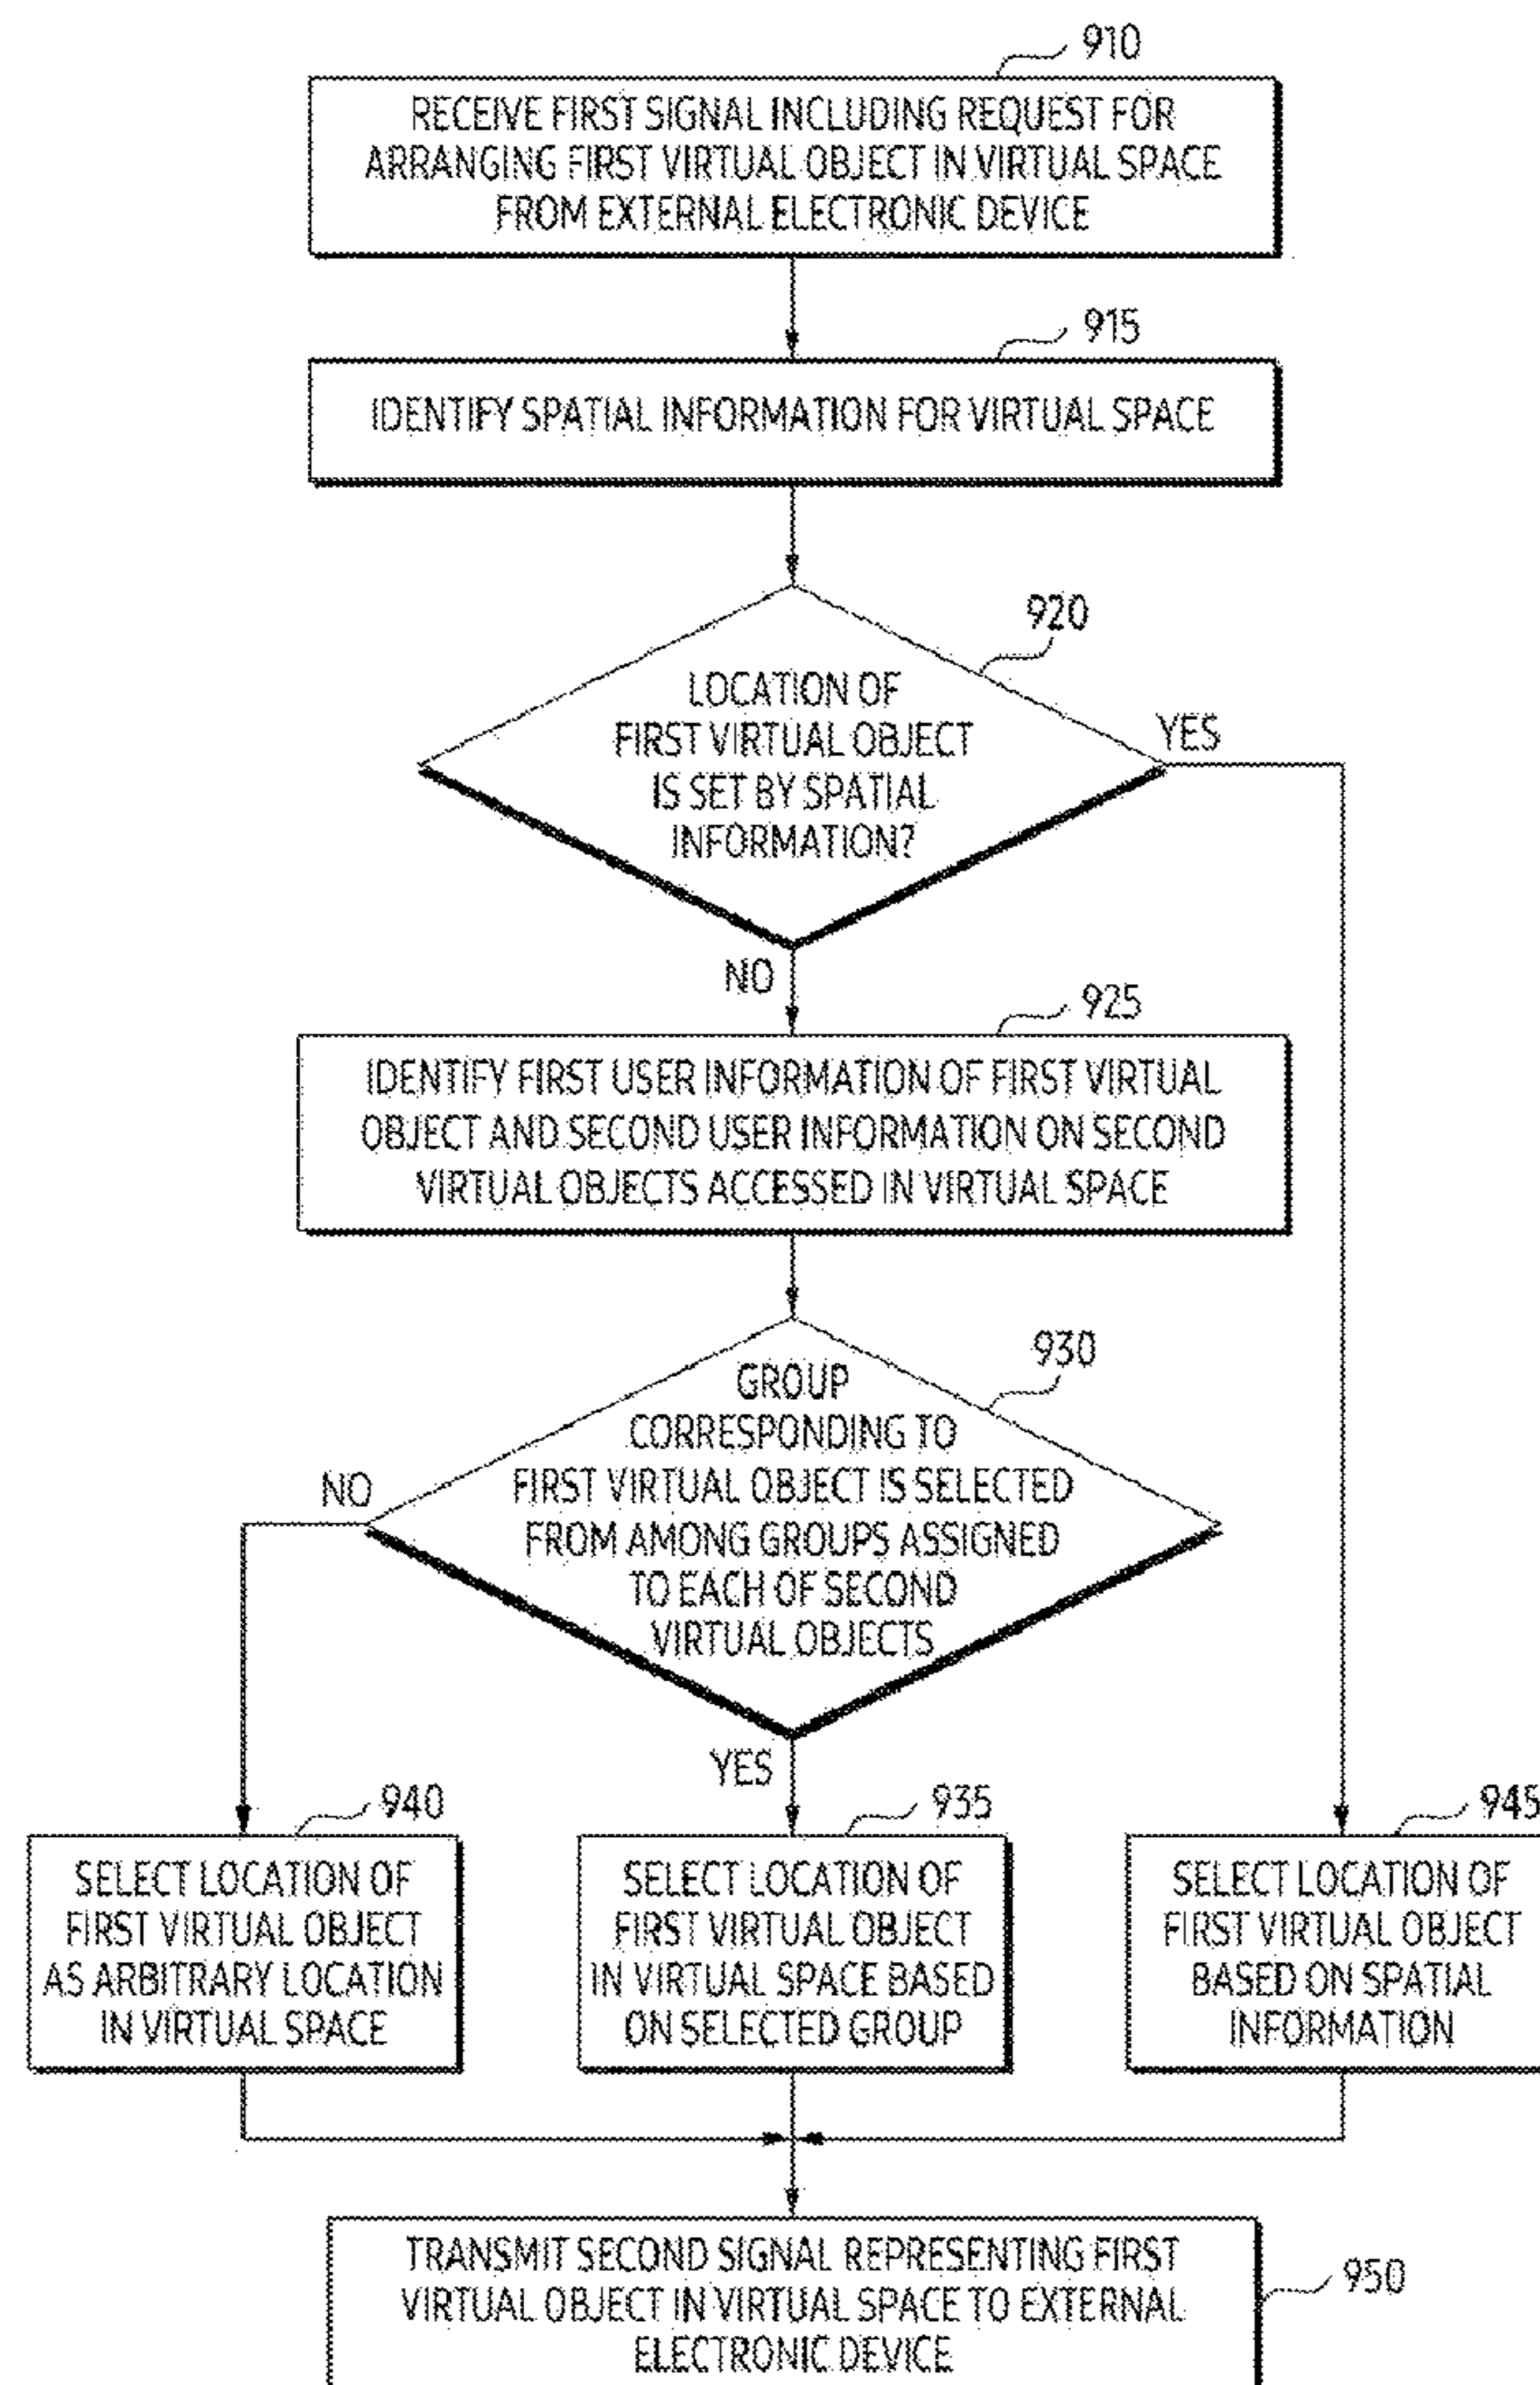 910
RECEIVE FIRST SIGNAL INCLUDING REQUEST FOR
ARRANGING FIRST VIRTUAL OBJECT IN VIRTUAL SPACE
FROM EXTERNAL ELECTRONIC DEVICE
915
IDENTIFY SPATIAL INFORMATION FOR VIRTUAL SPACE
920
LOCATION OF
FIRST VIRTUAL OBJECT
IS SET BY SPATIAL
INFORMATION?
YES
NO
925
IDENTIFY FIRST USER INFORMATION OF FIRST VIRTUAL
OBJECT AND SECOND USER INFORMATION ON SECOND
VIRTUAL OBJECTS ACCESSED IN VIRTUAL SPACE
930
GROUP
CORRESPONDING TO
FIRST VIRTUAL OBJECT IS SELECTED
FROM AMONG GROUPS ASSIGNED
TO EACH OF SECOND
VIRTUAL OBJECTS
NO
YES
940
SELECT LOCATION OF
FIRST VIRTUAL OBJECT
AS ARBITRARY LOCATION
IN VIRTUAL SPACE
935
SELECT LOCATION OF
FIRST VIRTUAL OBJECT
IN VIRTUAL SPACE BASED
ON SELECTED GROUP
945
SELECT LOCATION OF
FIRST VIRTUAL OBJECT
BASED ON SPATIAL
INFORMATION
TRANSMIT SECOND SIGNAL REPRESENTING FIRST
VIRTUAL OBJECT IN VIRTUAL SPACE TO EXTERNAL
ELECTRONIC DEVICE
950